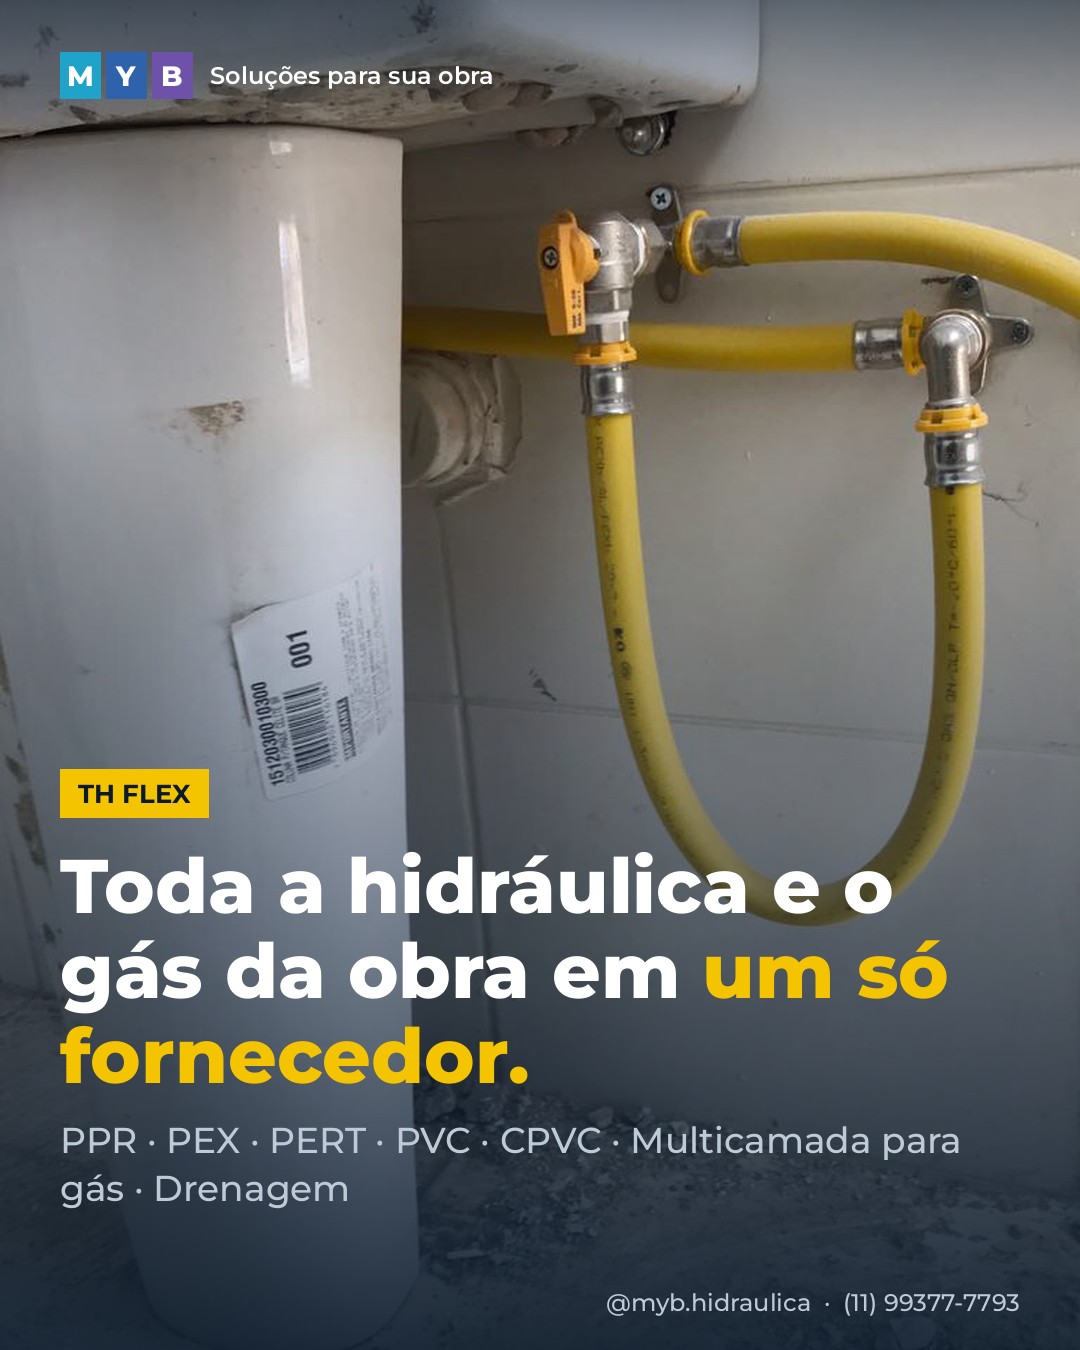 M Y B Soluções para sua obra
001
151203010300
TH FLEX
Toda a hidráulica e o
gás da obra em um só
fornecedor.
PPR · PEX · PERT · PVC · CPVC · Multicamada para
gás · Drenagem
@myb.hidraulica · (11) 99377-7793